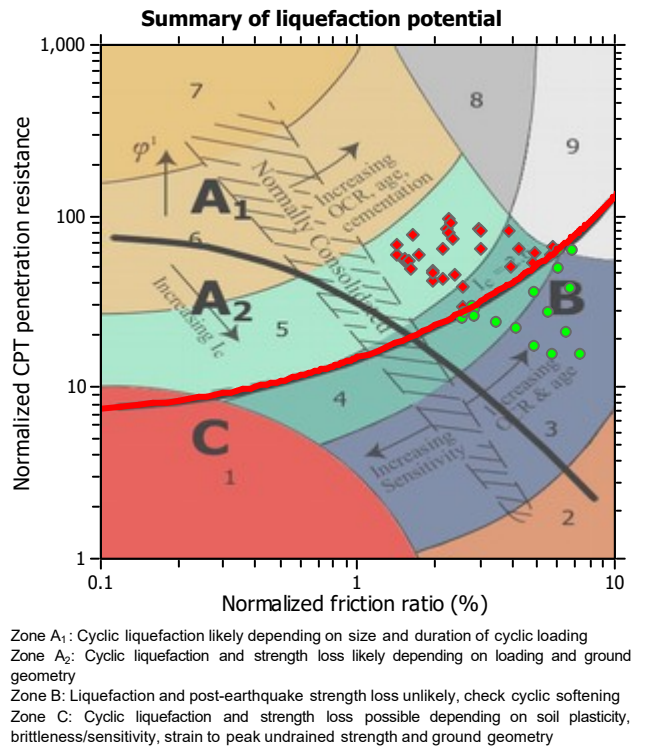 Summary of liquefaction potential
1,000
7
8
9
φ'
Increasing
OCR, age,
cementation
Normally Consolidated
A1
100
6
A2
Increasing Ic
Normalized CPT penetration resistance
5
B
10
4
Increasing
OCR & age
3
C
1
Increasing
Sensitivity
2
1
0.1
1
10
Normalized friction ratio (%)
Zone A1: Cyclic liquefaction likely depending on size and duration of cyclic loading
Zone A2: Cyclic liquefaction and strength loss likely depending on loading and ground
geometry
Zone B: Liquefaction and post-earthquake strength loss unlikely, check cyclic softening
Zone C: Cyclic liquefaction and strength loss possible depending on soil plasticity,
brittleness/sensitivity, strain to peak undrained strength and ground geometry